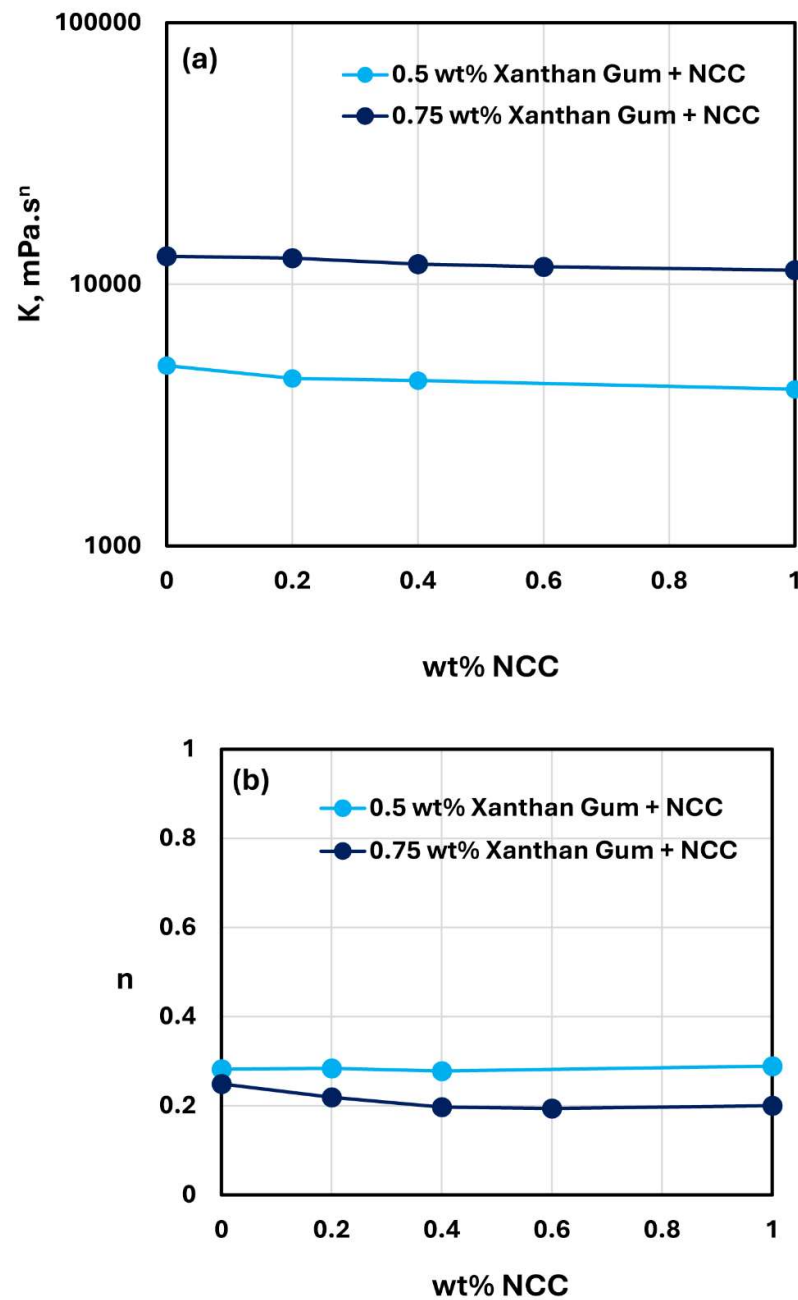 100000
(a)
0.5 wt% Xanthan Gum + NCC
0.75 wt% Xanthan Gum + NCC
K, mPa.sⁿ
10000
1000
0 0.2 0.4 0.6 0.8 1
wt% NCC
1
(b)
0.5 wt% Xanthan Gum + NCC
0.8
0.75 wt% Xanthan Gum + NCC
0.6
n
0.4
0.2
0
0 0.2 0.4 0.6 0.8 1
wt% NCC